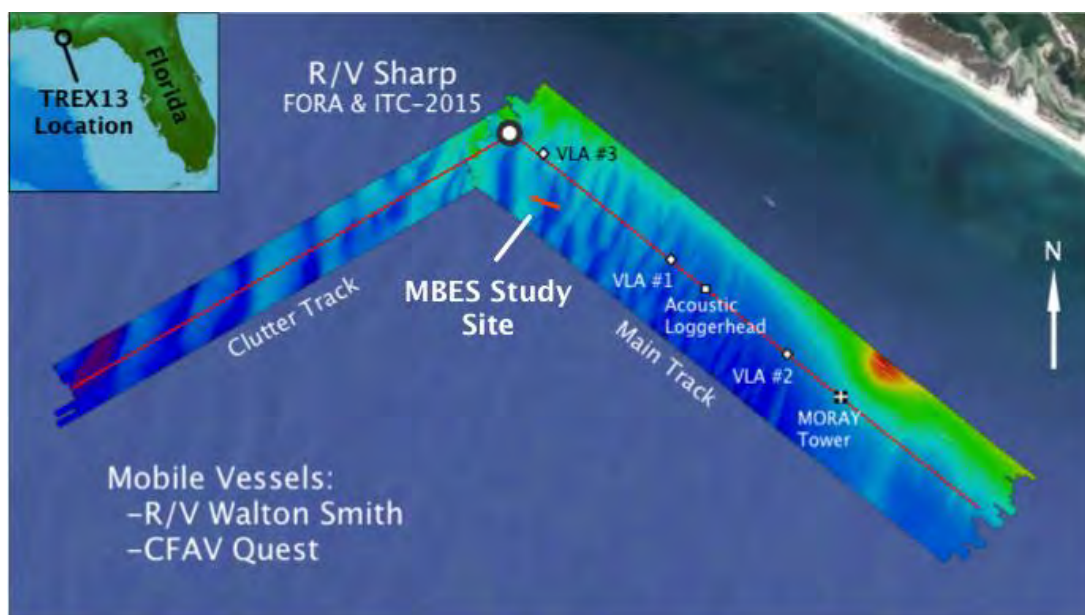 Florida
TREX13
Location
R/V Sharp
FORA & ITC-2015
VLA #3
N
MBES Study
Site
VLA #1
Acoustic
Loggerhead
Clutter Track
Main Track
VLA #2
MORAY
Tower
Mobile Vessels:
-R/V Walton Smith
-CFAV Quest